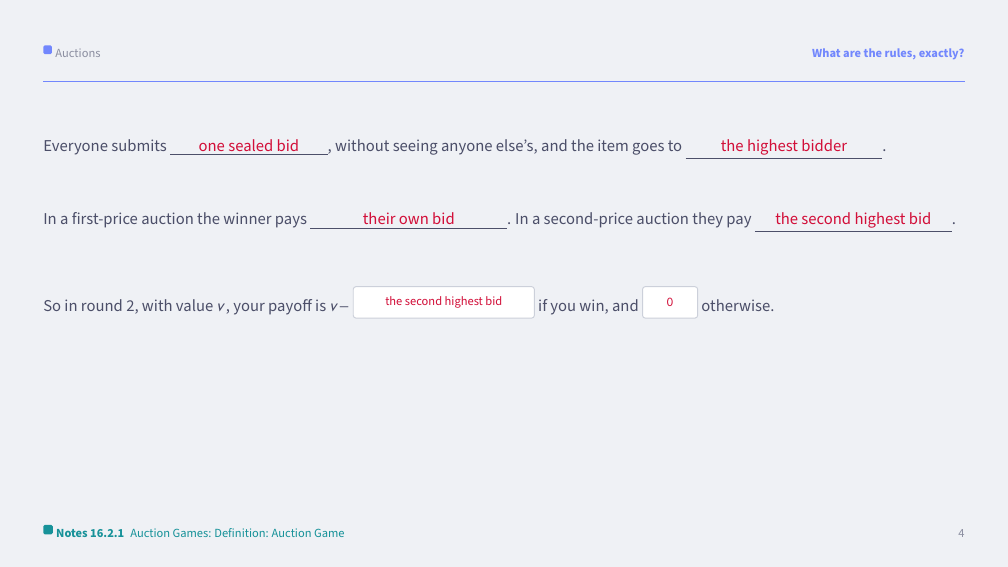 Auctions
What are the rules, exactly?
Everyone submits one sealed bid, without seeing anyone else’s, and the item goes to the highest bidder.
In a first-price auction the winner pays their own bid. In a second-price auction they pay the second highest bid.
So in round 2, with value v, your payoff is v– the second highest bid if you win, and 0 otherwise.
Notes 16.2.1 Auction Games: Definition: Auction Game
4